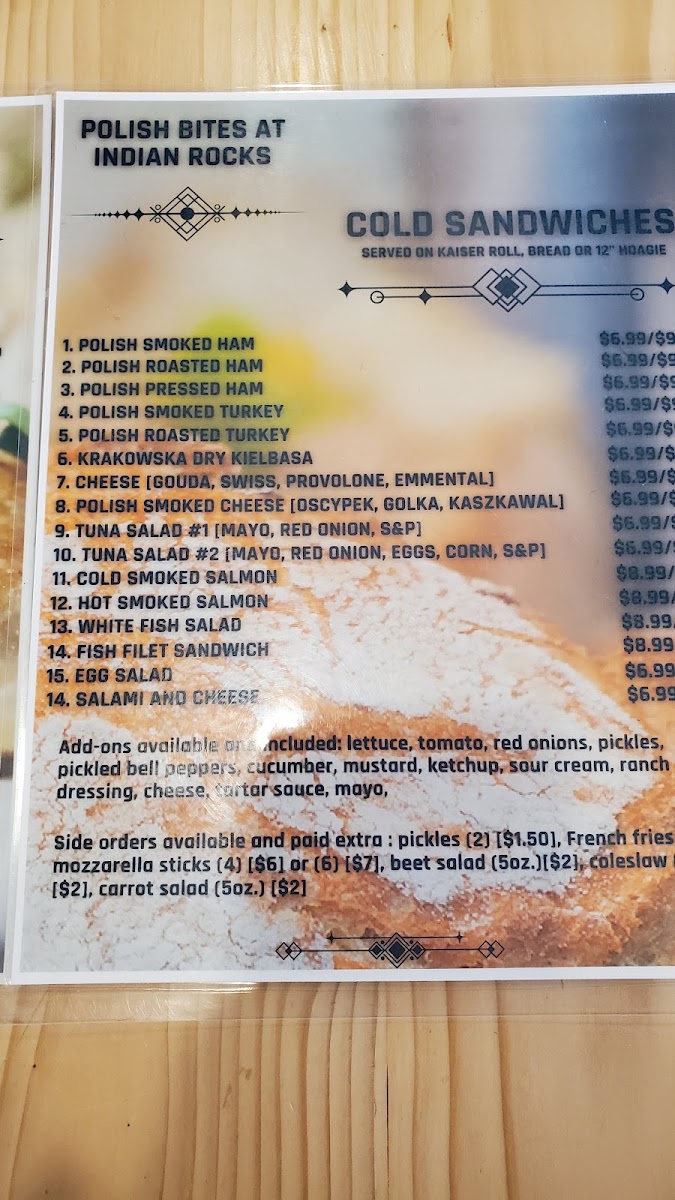 POLISH BITES AT
INDIAN ROCKS
COLD SANDWICHES
SERVED ON KAISER ROLL, BREAD OR 12" HOAGIE
1. POLISH SMOKED HAM $6.99/$9
2. POLISH ROASTED HAM $6.99/$9
3. POLISH PRESSED HAM $6.99/$9
4. POLISH SMOKED TURKEY $6.99/$
5. POLISH ROASTED TURKEY $6.99/$
6. KRAKOWSKA DRY KIELBASA $6.99/$
7. CHEESE [GOUDA, SWISS, PROVOLONE, EMMENTAL] $6.99/$
8. POLISH SMOKED CHEESE [OSCYPEK, GOLKA, KASZKAWAL] $6.99/$
9. TUNA SALAD #1 [MAYO, RED ONION, S&P] $6.99/$
10. TUNA SALAD #2 [MAYO, RED ONION, EGGS, CORN, S&P] $6.99/$
11. COLD SMOKED SALMON $8.99/
12. HOT SMOKED SALMON $8.99/
13. WHITE FISH SALAD $8.99
14. FISH FILET SANDWICH $8.99
15. EGG SALAD $6.99
14. SALAMI AND CHEESE $6.99
Add-ons available and included: lettuce, tomato, red onions, pickles,
pickled bell peppers, cucumber, mustard, ketchup, sour cream, ranch
dressing, cheese, tartar sauce, mayo,
Side orders available and paid extra : pickles (2) [$1.50], French fries
mozzarella sticks (4) [$6] or (6) [$7], beet salad (5oz.)[$2], coleslaw
[$2], carrot salad (5oz.) [$2]